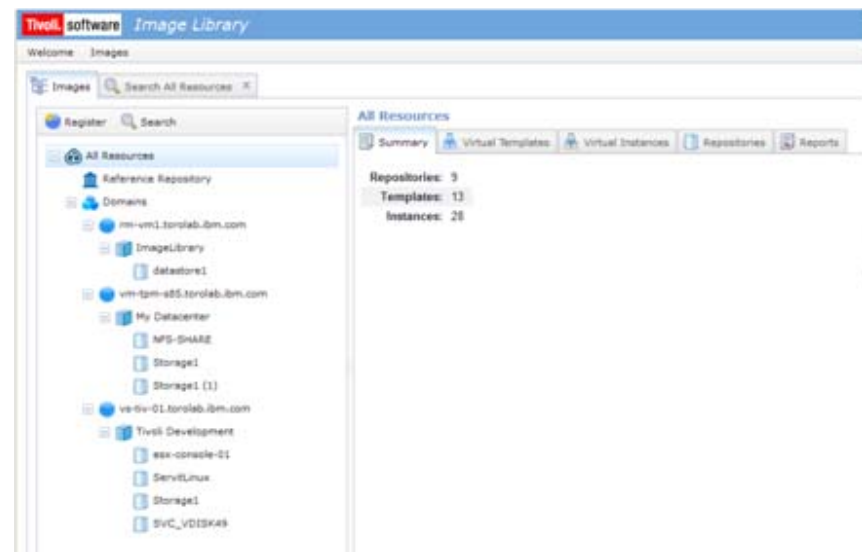 Tivoli. software Image Library
Welcome Images
Images Search All Resources
Register Search
All Resources
Reference Repository
Domains
rm-vm1.torolab.ibm.com
ImageLibrary
datastore1
vm-tpm-s85.torolab.ibm.com
My Datacenter
NFS-SHARE
Storage1
Storage1 (1)
vs-tiv-01.torolab.ibm.com
Tivoli Development
esx-console-01
ServitLinux
Storage1
SVC_VDISK49
All Resources
Summary Virtual Templates Virtual Instances Repositories Reports
Repositories: 9
Templates: 13
Instances: 28